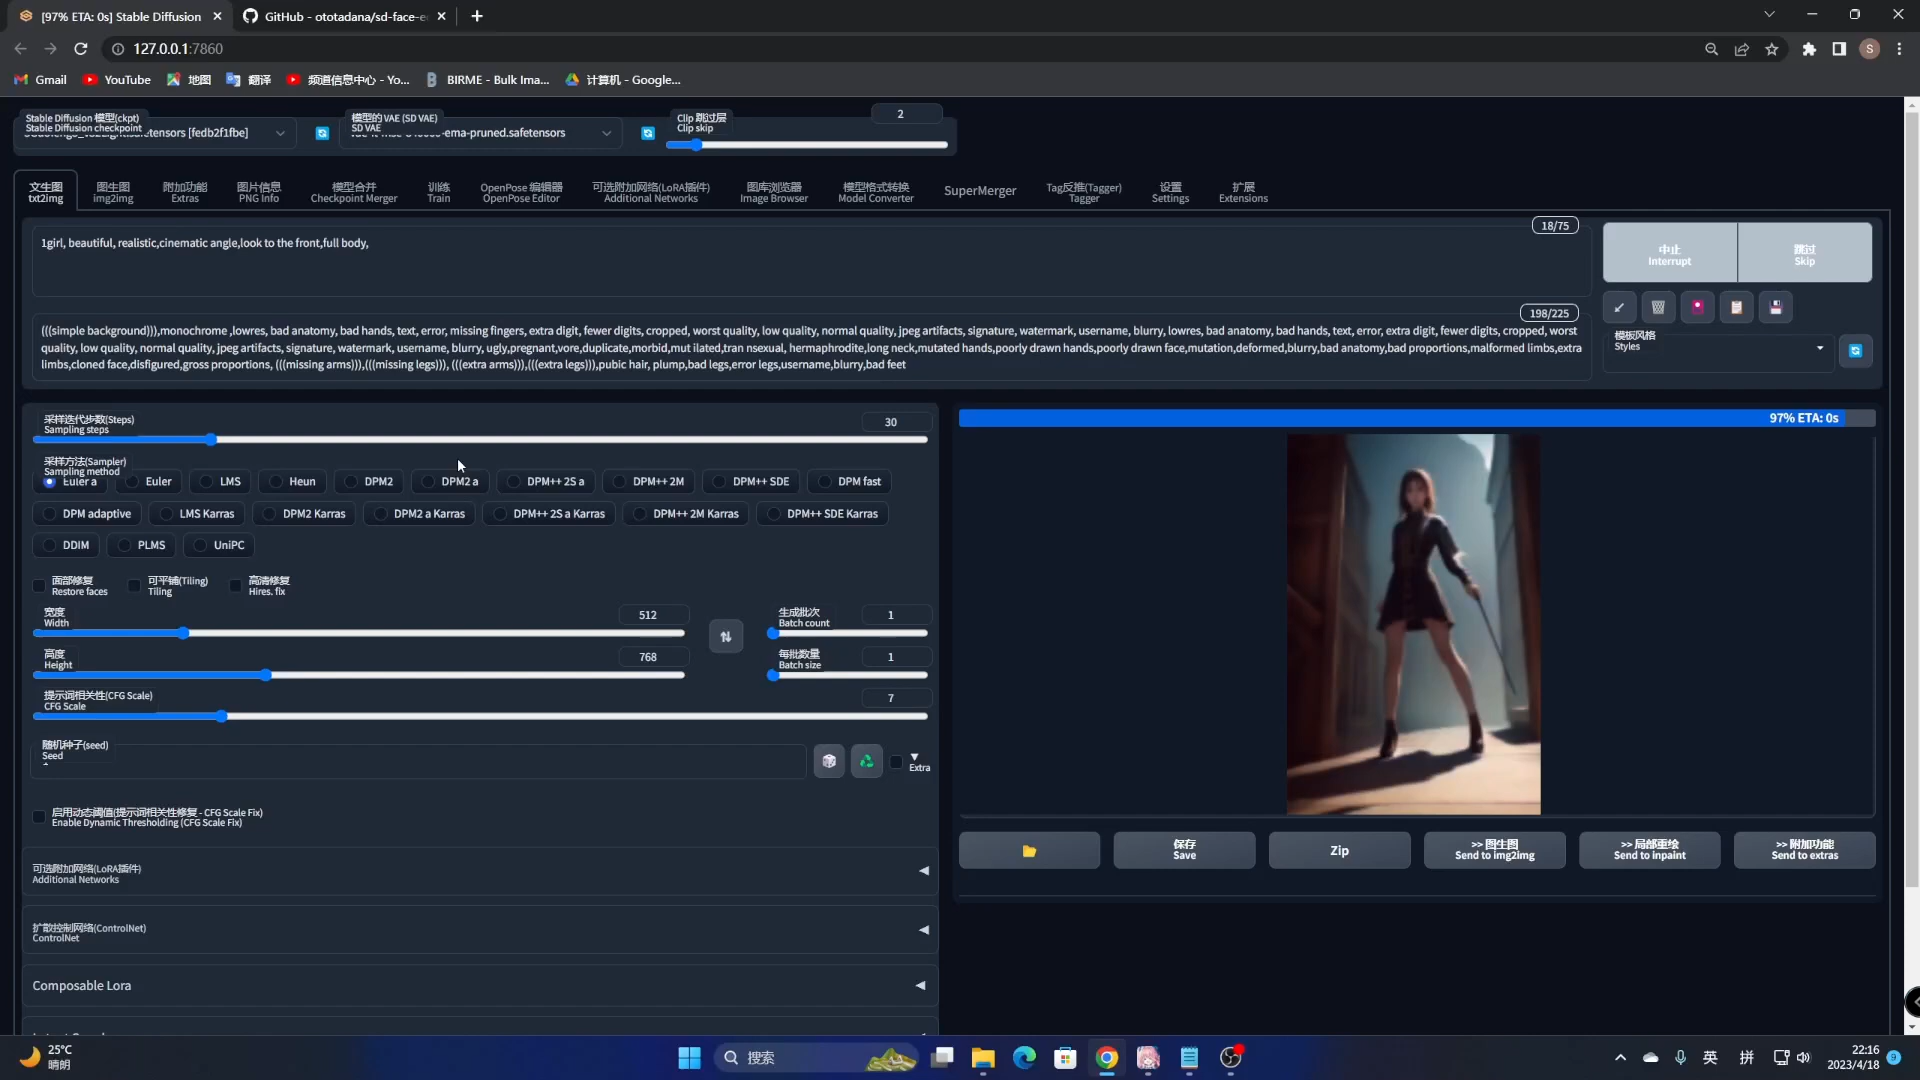 [97% ETA: 0s] Stable Diffusion
GitHub - ototadana/sd-face-e
127.0.0.1:7860
S
Gmail
YouTube
地图
翻译
频道信息中心 - Yo...
BIRME - Bulk Ima...
计算机 - Google...
Stable Diffusion 模型(ckpt)
Stable Diffusion checkpoint
[fedb2f1fbe]
模型的 VAE (SD VAE)
SD VAE
-ema-pruned.safetensors
Clip 跳过层
Clip skip
2
文生图
txt2img
图生图
img2img
附加功能
Extras
图片信息
PNG Info
模型合并
Checkpoint Merger
训练
Train
OpenPose 编辑器
OpenPose Editor
可选附加网络(LoRA插件)
Additional Networks
图库浏览器
Image Browser
模型格式转换
Model Converter
SuperMerger
Tag反推(Tagger)
Tagger
设置
Settings
扩展
Extensions
18/75
1girl, beautiful, realistic,cinematic angle,look to the front,full body,
中止
Interrupt
跳过
Skip
198/225
(((simple background))),monochrome ,lowres, bad anatomy, bad hands, text, error, missing fingers, extra digit, fewer digits, cropped, worst quality, low quality, normal quality, jpeg artifacts, signature, watermark, username, blurry, lowres, bad anatomy, bad hands, text, error, extra digit, fewer digits, cropped, worst
quality, low quality, normal quality, jpeg artifacts, signature, watermark, username, blurry, ugly,pregnant,vore,duplicate,morbid,mut ilated,tran nsexual, hermaphrodite,long neck,mutated hands,poorly drawn hands,poorly drawn face,mutation,deformed,blurry,bad anatomy,bad proportions,malformed limbs,extra
limbs,cloned face,disfigured,gross proportions, (((missing arms))),(((missing legs))), (((extra arms))),(((extra legs))),pubic hair, plump,bad legs,error legs,username,blurry,bad feet
模板风格
Styles
采样迭代步数(Steps)
Sampling steps
30
采样方法(Sampler)
Sampling method
Euler a
Euler
LMS
Heun
DPM2
DPM2 a
DPM++ 2S a
DPM++ 2M
DPM++ SDE
DPM fast
DPM adaptive
LMS Karras
DPM2 Karras
DPM2 a Karras
DPM++ 2S a Karras
DPM++ 2M Karras
DPM++ SDE Karras
DDIM
PLMS
UniPC
面部修复
Restore faces
可平铺(Tiling)
Tiling
高清修复
Hires. fix
宽度
Width
512
高度
Height
768
生成批次
Batch count
1
每批数量
Batch size
1
提示词相关性(CFG Scale)
CFG Scale
7
随机种子(seed)
Seed
Extra
启用动态阈值(提示词相关性修复 - CFG Scale Fix)
Enable Dynamic Thresholding (CFG Scale Fix)
可选附加网络(LoRA插件)
Additional Networks
扩散控制网络(ControlNet)
ControlNet
Composable Lora
97% ETA: 0s
保存
Save
Zip
>> 图生图
Send to img2img
>> 局部重绘
Send to inpaint
>> 附加功能
Send to extras
25°C
晴朗
搜索
英
拼
22:16
2023/4/18
9